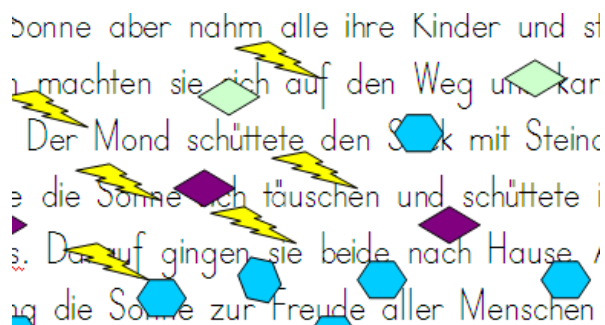 Sonne aber nahm alle ihre Kinder und
machten sie sich auf den Weg und
Der Mond schüttete den Sack mit
die Sonne sich täuschen und schüttete
Darauf gingen sie beide nach Hause.
die Sonne zur Freude aller Menschen